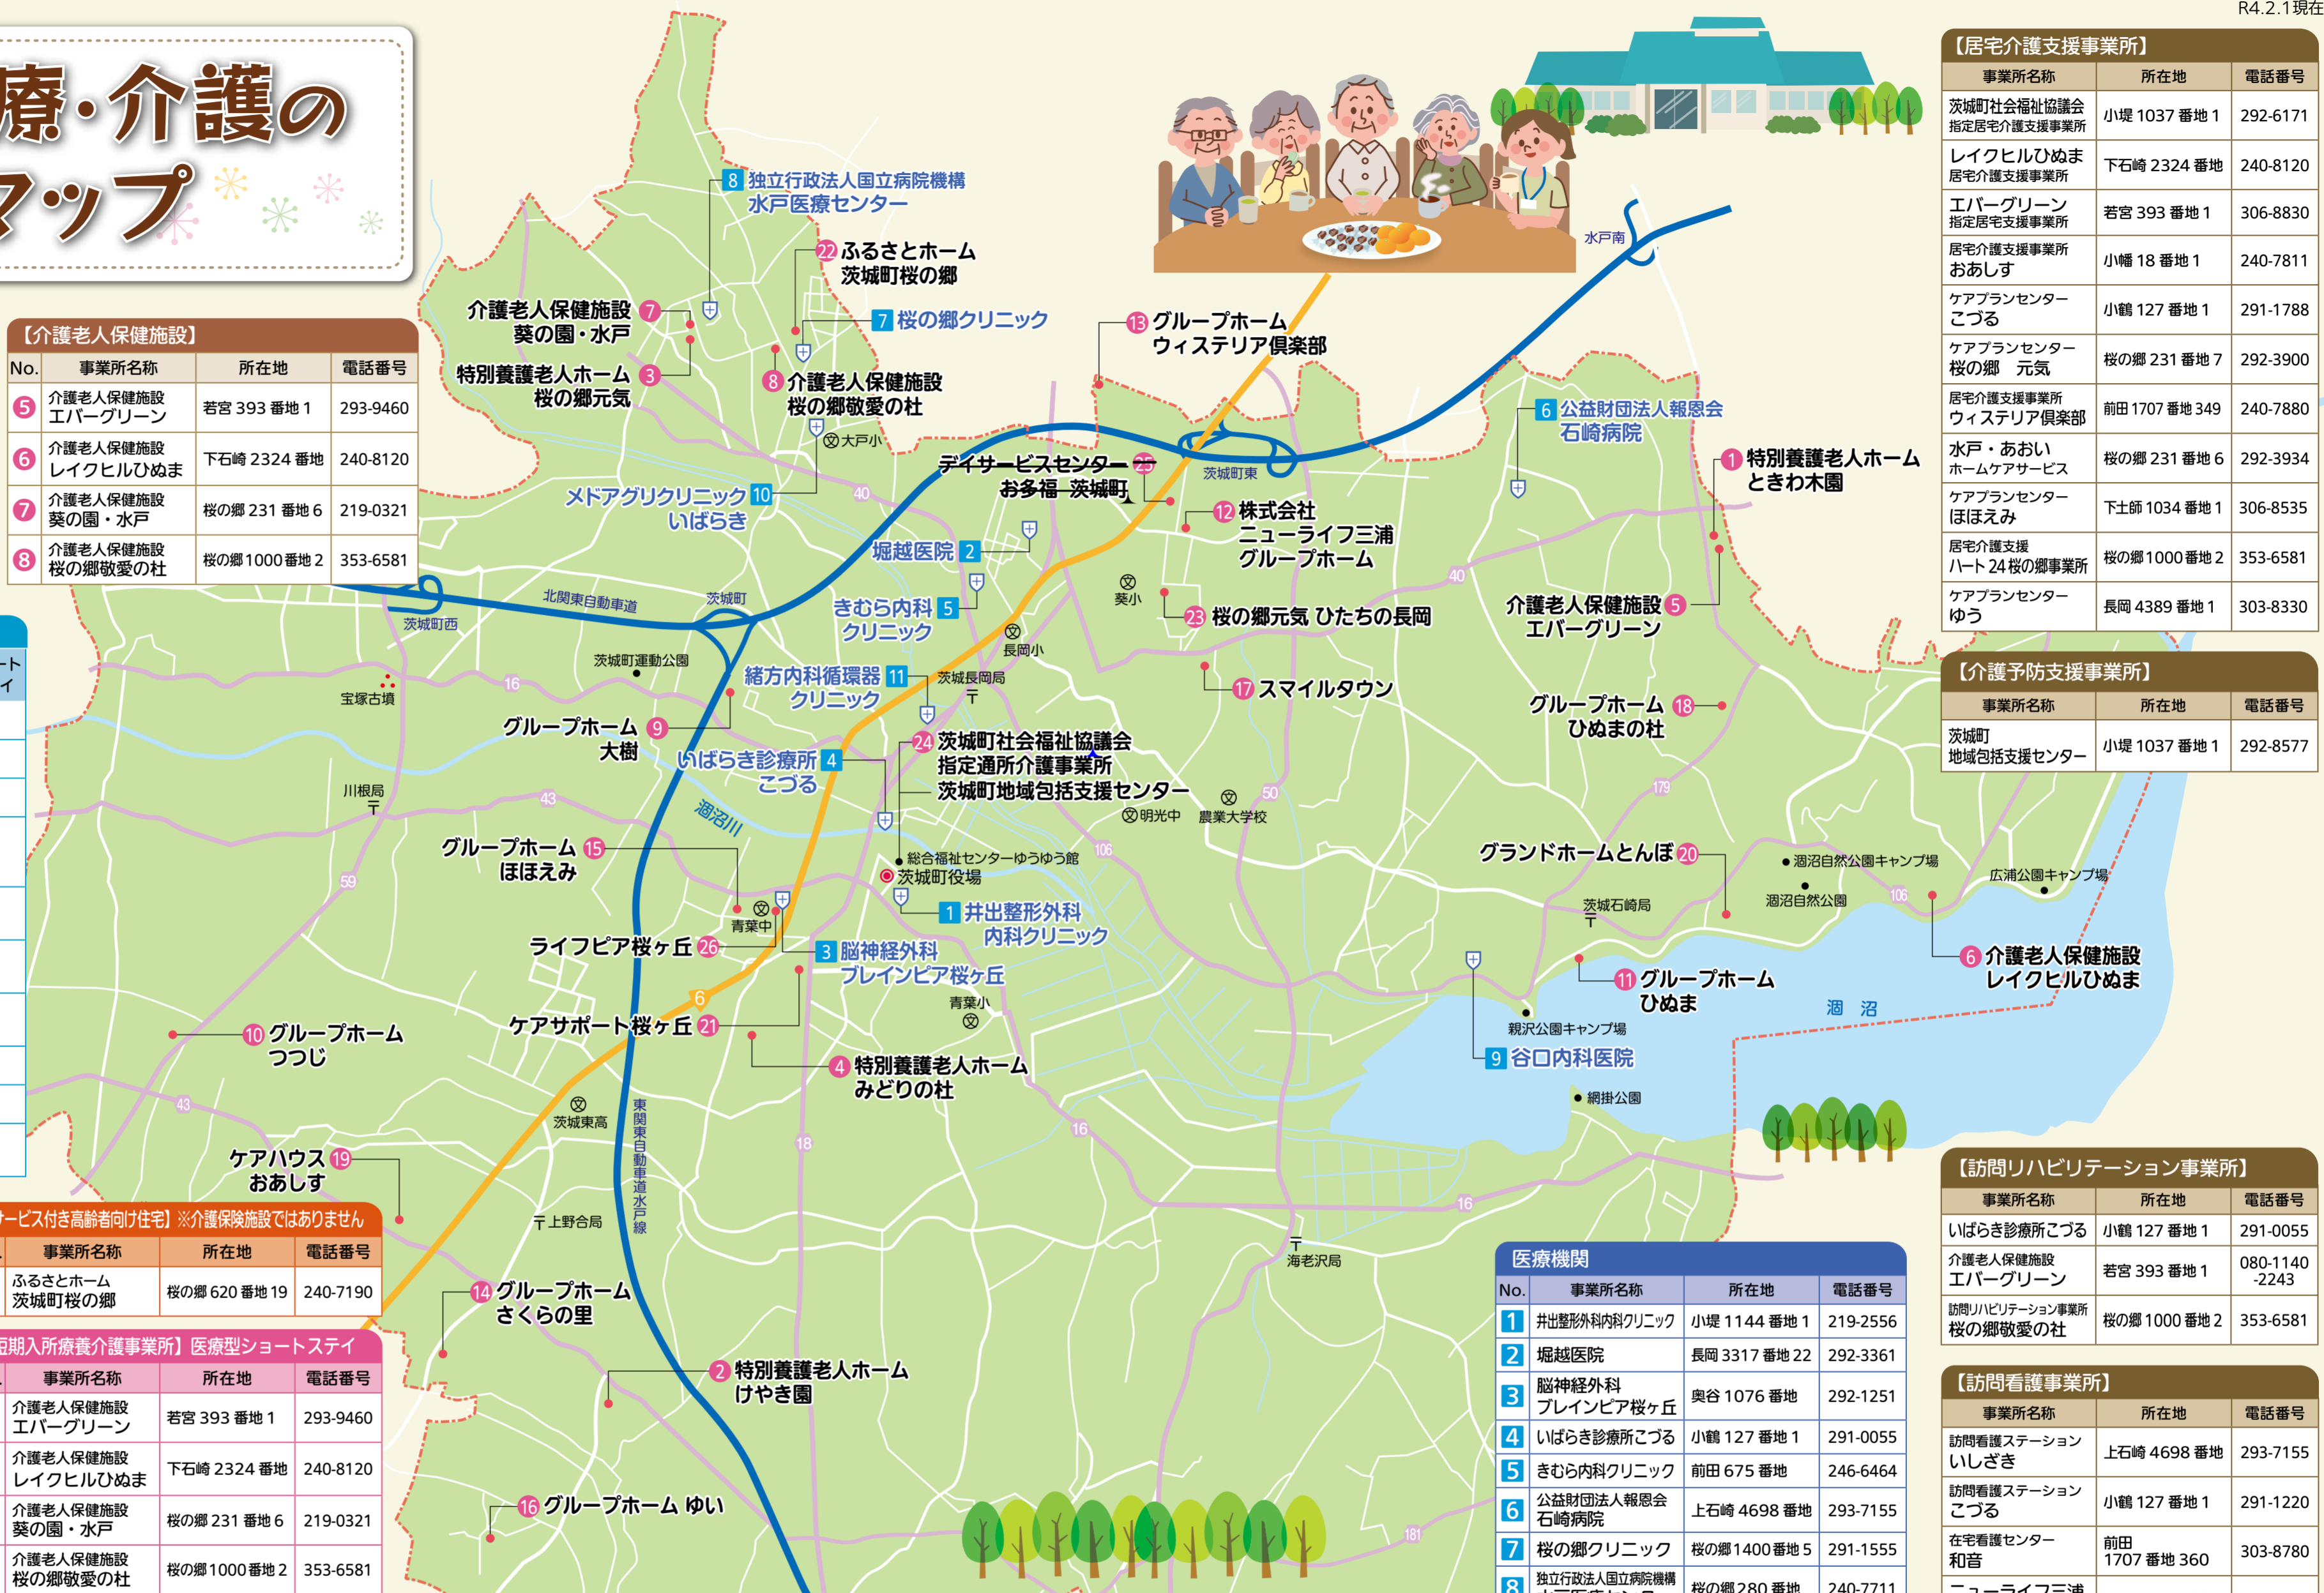 R4.2.1現在
療・介護の
マップ
【介護老人保健施設】
No. 事業所名称 所在地 電話番号
5 介護老人保健施設 エバーグリーン 若宮 393 番地 1 293-9460
6 介護老人保健施設 レイクヒルひぬま 下石崎 2324 番地 240-8120
7 介護老人保健施設 葵の園・水戸 桜の郷 231 番地 6 219-0321
8 介護老人保健施設 桜の郷敬愛の杜 桜の郷 1000 番地 2 353-6581
ート
イ
8 独立行政法人国立病院機構
水戸医療センター
22 ふるさとホーム
茨城町桜の郷
介護老人保健施設 7
葵の園・水戸
7 桜の郷クリニック
特別養護老人ホーム 3
桜の郷元気
8 介護老人保健施設
桜の郷敬愛の杜
13 グループホーム
ウィステリア倶楽部
水戸南
文 大戸小
6 公益財団法人報恩会
石崎病院
デイサービスセンター 25
お多福 茨城町
茨城町東
1 特別養護老人ホーム
ときわ木園
メドアグリクリニック 10
いばらき
40
12 株式会社
ニューライフ三浦
グループホーム
堀越医院 2
40
文
葵小
北関東自動車道
茨城町
茨城町西
きむら内科 5
クリニック
23 桜の郷元気 ひたちの長岡
介護老人保健施設 5
エバーグリーン
文
長岡小
茨城町運動公園
宝塚古墳
16
緒方内科循環器 11
クリニック
茨城長岡局
〒
17 スマイルタウン
グループホーム 18
ひぬまの杜
グループホーム 9
大樹
24 茨城町社会福祉協議会
指定通所介護事業所
茨城町地域包括支援センター
いばらき診療所 4
こづる
川根局
〒
43
涸沼川
文 明光中
文
農業大学校
50
179
グループホーム 15
ほほえみ
106
総合福祉センターゆうゆう館
茨城町役場
グランドホームとんぼ 20
涸沼自然公園キャンプ場
涸沼自然公園
106
広浦公園キャンプ場
59
文
青葉中
1 井出整形外科
内科クリニック
茨城石崎局
〒
ライフピア桜ヶ丘 26
3 脳神経外科
ブレインピア桜ヶ丘
6 介護老人保健施設
レイクヒルひぬま
11 グループホーム
ひぬま
6
青葉小
文
涸 沼
親沢公園キャンプ場
ケアサポート桜ヶ丘 21
10 グループホーム
つつじ
4 特別養護老人ホーム
みどりの杜
9 谷口内科医院
網掛公園
43
文
茨城東高
東関東自動車道水戸線
18
16
ケアハウス 19
おあしす
16
〒上野合局
〒
海老沢局
14 グループホーム
さくらの里
2 特別養護老人ホーム
けやき園
16 グループホーム ゆい
181
ービス付き高齢者向け住宅】※介護保険施設ではありません
事業所名称 所在地 電話番号
ふるさとホーム 茨城町桜の郷 桜の郷 620 番地 19 240-7190
短期入所療養介護事業所】医療型ショートステイ
事業所名称 所在地 電話番号
介護老人保健施設 エバーグリーン 若宮 393 番地 1 293-9460
介護老人保健施設 レイクヒルひぬま 下石崎 2324 番地 240-8120
介護老人保健施設 葵の園・水戸 桜の郷 231 番地 6 219-0321
介護老人保健施設 桜の郷敬愛の杜 桜の郷 1000 番地 2 353-6581
医療機関
No. 事業所名称 所在地 電話番号
1 井出整形外科内科クリニック 小堤 1144 番地 1 219-2556
2 堀越医院 長岡 3317 番地 22 292-3361
3 脳神経外科 ブレインピア桜ヶ丘 奥谷 1076 番地 292-1251
4 いばらき診療所こづる 小鶴 127 番地 1 291-0055
5 きむら内科クリニック 前田 675 番地 246-6464
6 公益財団法人報恩会 石崎病院 上石崎 4698 番地 293-7155
7 桜の郷クリニック 桜の郷 1400 番地 5 291-1555
8 独立行政法人国立病院機構 桜の郷 280 番地 240-7711
【居宅介護支援事業所】
事業所名称 所在地 電話番号
茨城町社会福祉協議会 指定居宅介護支援事業所 小堤 1037 番地 1 292-6171
レイクヒルひぬま 居宅介護支援事業所 下石崎 2324 番地 240-8120
エバーグリーン 指定居宅支援事業所 若宮 393 番地 1 306-8830
居宅介護支援事業所 おあしす 小幡 18 番地 1 240-7811
ケアプランセンター こづる 小鶴 127 番地 1 291-1788
ケアプランセンター 桜の郷 元気 桜の郷 231 番地 7 292-3900
居宅介護支援事業所 ウィステリア倶楽部 前田 1707 番地 349 240-7880
水戸・あおい ホームケアサービス 桜の郷 231 番地 6 292-3934
ケアプランセンター ほほえみ 下土師 1034 番地 1 306-8535
居宅介護支援 ハート 24 桜の郷事業所 桜の郷 1000 番地 2 353-6581
ケアプランセンター ゆう 長岡 4389 番地 1 303-8330
【介護予防支援事業所】
事業所名称 所在地 電話番号
茨城町 地域包括支援センター 小堤 1037 番地 1 292-8577
【訪問リハビリテーション事業所】
事業所名称 所在地 電話番号
いばらき診療所こづる 小鶴 127 番地 1 291-0055
介護老人保健施設 エバーグリーン 若宮 393 番地 1 080-1140-2243
訪問リハビリテーション事業所 桜の郷敬愛の杜 桜の郷 1000 番地 2 353-6581
【訪問看護事業所】
事業所名称 所在地 電話番号
訪問看護ステーション いしざき 上石崎 4698 番地 293-7155
訪問看護ステーション こづる 小鶴 127 番地 1 291-1220
在宅看護センター 和音 前田 1707 番地 360 303-8780
ニューライフ三浦